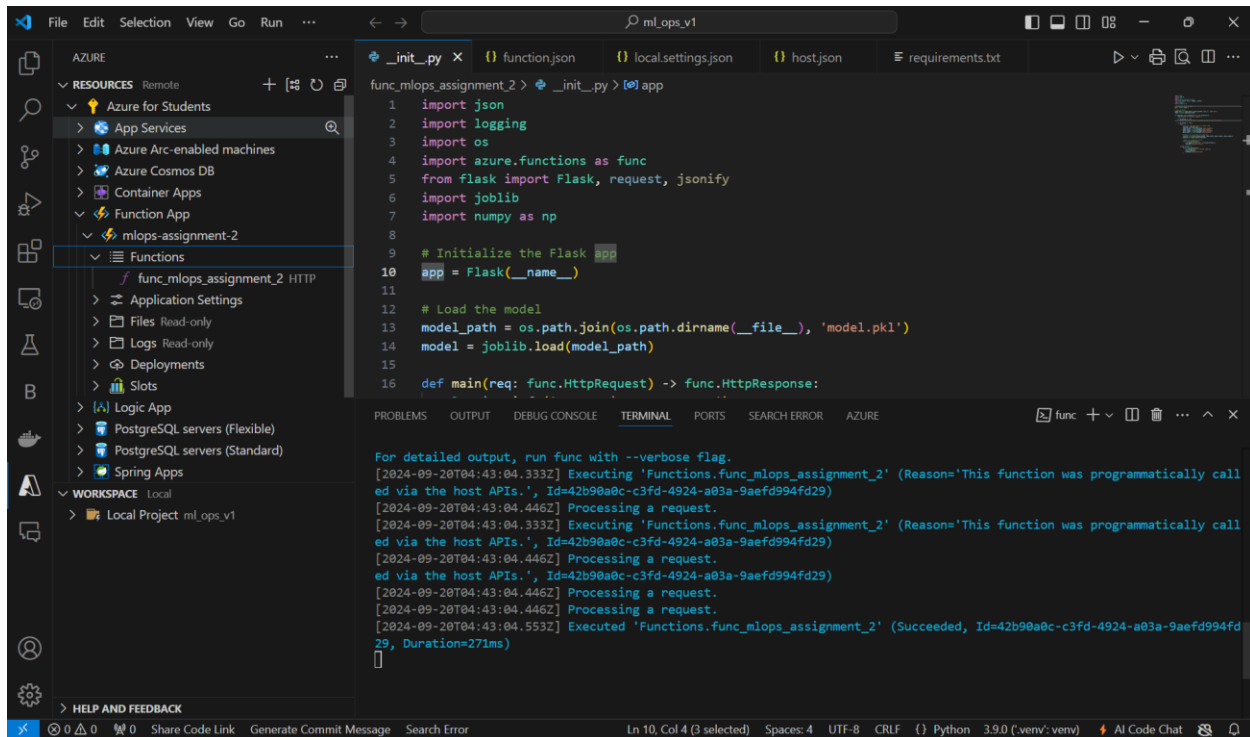 File Edit Selection View Go Run ··· ml_ops_v1
AZURE ···
RESOURCES Remote
Azure for Students
App Services
Azure Arc-enabled machines
Azure Cosmos DB
Container Apps
Function App
mlops-assignment-2
Functions
func_mlops_assignment_2 HTTP
Application Settings
Files Read-only
Logs Read-only
Deployments
Slots
Logic App
PostgreSQL servers (Flexible)
PostgreSQL servers (Standard)
Spring Apps
WORKSPACE Local
Local Project ml_ops_v1
HELP AND FEEDBACK
__init__.py {} function.json {} local.settings.json {} host.json requirements.txt
func_mlops_assignment_2 > __init__.py > app
1 import json
2 import logging
3 import os
4 import azure.functions as func
5 from flask import Flask, request, jsonify
6 import joblib
7 import numpy as np
8
9 # Initialize the Flask app
10 app = Flask(__name__)
11
12 # Load the model
13 model_path = os.path.join(os.path.dirname(__file__), 'model.pkl')
14 model = joblib.load(model_path)
15
16 def main(req: func.HttpRequest) -> func.HttpResponse:
PROBLEMS OUTPUT DEBUG CONSOLE TERMINAL PORTS SEARCH ERROR AZURE func
For detailed output, run func with --verbose flag.
[2024-09-20T04:43:04.333Z] Executing 'Functions.func_mlops_assignment_2' (Reason='This function was programmatically call
ed via the host APIs.', Id=42b90a0c-c3fd-4924-a03a-9aefd994fd29)
[2024-09-20T04:43:04.446Z] Processing a request.
[2024-09-20T04:43:04.333Z] Executing 'Functions.func_mlops_assignment_2' (Reason='This function was programmatically call
ed via the host APIs.', Id=42b90a0c-c3fd-4924-a03a-9aefd994fd29)
[2024-09-20T04:43:04.446Z] Processing a request.
ed via the host APIs.', Id=42b90a0c-c3fd-4924-a03a-9aefd994fd29)
[2024-09-20T04:43:04.446Z] Processing a request.
[2024-09-20T04:43:04.446Z] Processing a request.
[2024-09-20T04:43:04.553Z] Executed 'Functions.func_mlops_assignment_2' (Succeeded, Id=42b90a0c-c3fd-4924-a03a-9aefd994fd
29, Duration=271ms)
0 0 0 Share Code Link Generate Commit Message Search Error Ln 10, Col 4 (3 selected) Spaces: 4 UTF-8 CRLF {} Python 3.9.0 ('.venv': venv) AI Code Chat